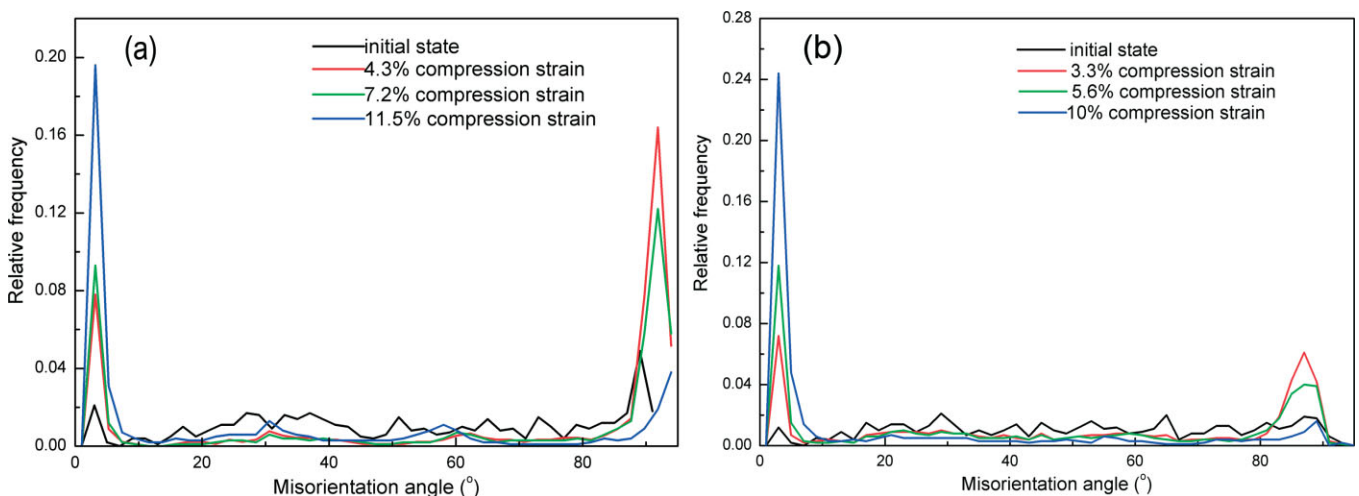 (a)
initial state
4.3% compression strain
7.2% compression strain
11.5% compression strain
Relative frequency
0.20
0.16
0.12
0.08
0.04
0.00
0 20 40 60 80
Misorientation angle (°)
(b)
initial state
3.3% compression strain
5.6% compression strain
10% compression strain
Relative frequency
0.28
0.24
0.20
0.16
0.12
0.08
0.04
0.00
0 20 40 60 80
Misorientation angle (°)